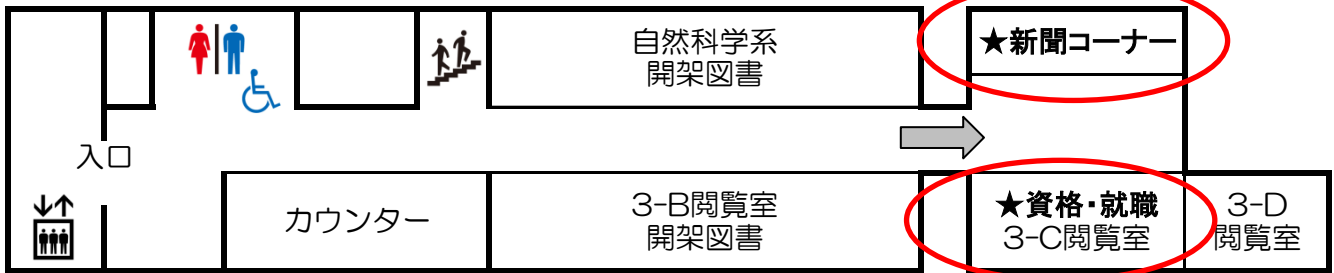 自然科学系
開架図書
★新聞コーナー
入口
カウンター
3-B閲覧室
開架図書
★資格・就職
3-C閲覧室
3-D
閲覧室